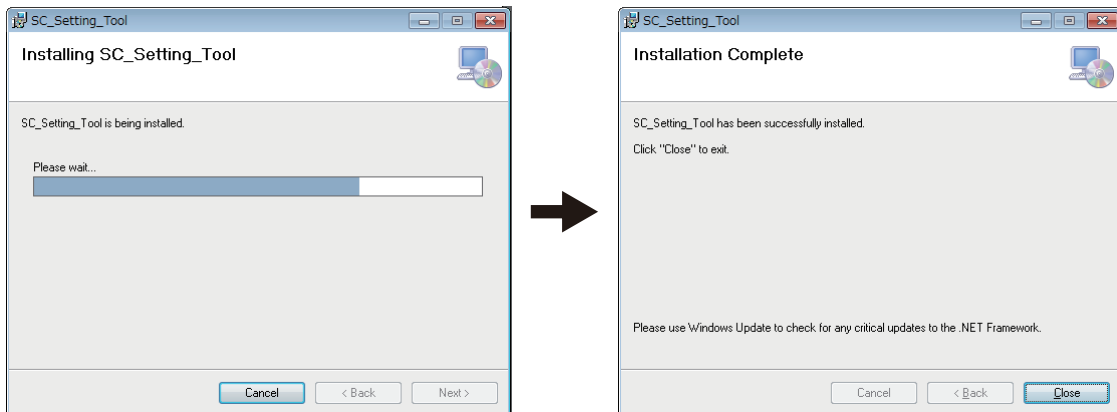 SC_Setting_Tool
Installing SC_Setting_Tool
SC_Setting_Tool is being installed.
Please wait...
Cancel
< Back
Next >
SC_Setting_Tool
Installation Complete
SC_Setting_Tool has been successfully installed.
Click "Close" to exit.
Please use Windows Update to check for any critical updates to the .NET Framework.
Cancel
< Back
Close